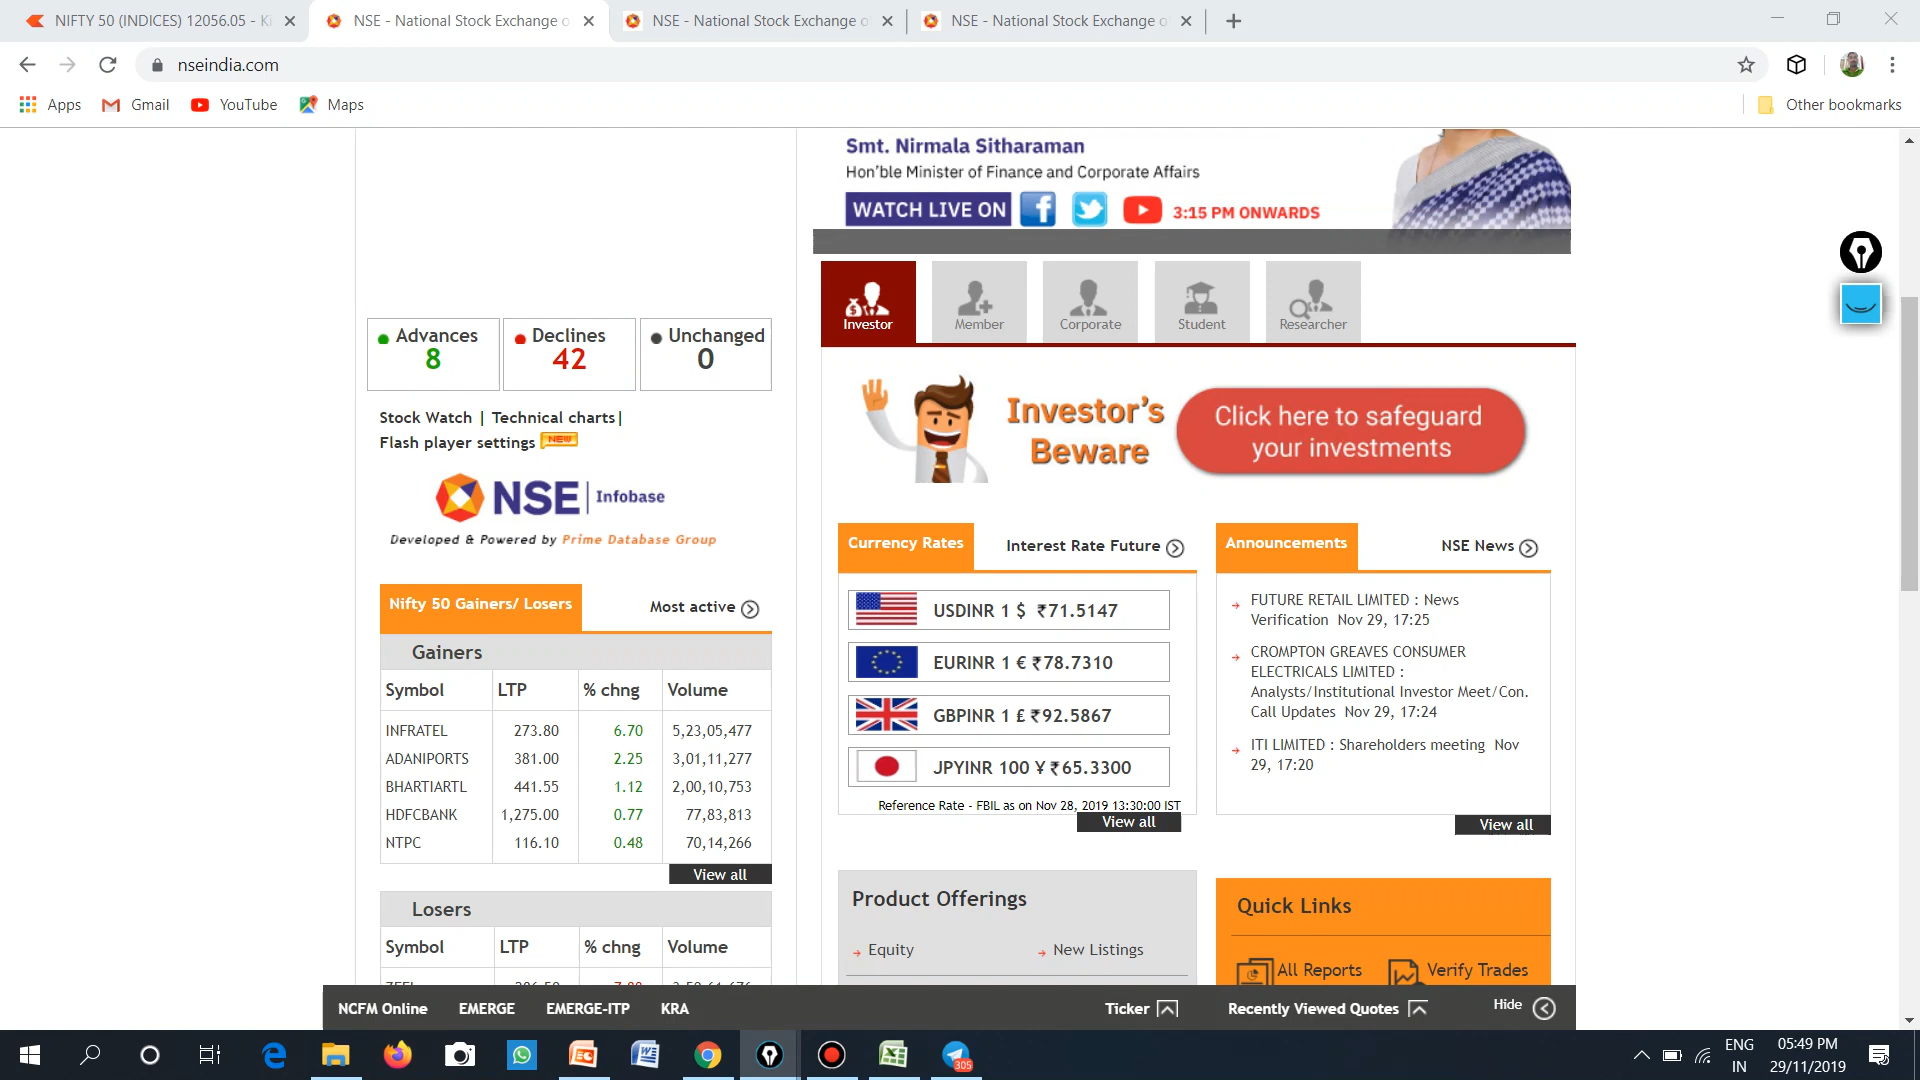 NIFTY 50 (INDICES) 12056.05 - Ki
NSE - National Stock Exchange o
NSE - National Stock Exchange o
NSE - National Stock Exchange o
nseindia.com
Apps
Gmail
YouTube
Maps
Other bookmarks
Smt. Nirmala Sitharaman
Hon'ble Minister of Finance and Corporate Affairs
WATCH LIVE ON 3:15 PM ONWARDS
Investor
Member
Corporate
Student
Researcher
Advances
8
Declines
42
Unchanged
0
Stock Watch | Technical charts|
Flash player settings NEW
NSE | Infobase
Developed & Powered by Prime Database Group
Investor's
Beware
Click here to safeguard
your investments
Nifty 50 Gainers/ Losers
Most active
Gainers
Symbol LTP % chng Volume
INFRATEL 273.80 6.70 5,23,05,477
ADANIPORTS 381.00 2.25 3,01,11,277
BHARTIARTL 441.55 1.12 2,00,10,753
HDFCBANK 1,275.00 0.77 77,83,813
NTPC 116.10 0.48 70,14,266
View all
Losers
Symbol LTP % chng Volume
Currency Rates
Interest Rate Future
USDINR 1 $ ₹71.5147
EURINR 1 € ₹78.7310
GBPINR 1 £ ₹92.5867
JPYINR 100 ¥ ₹65.3300
Reference Rate - FBIL as on Nov 28, 2019 13:30:00 IST
View all
Announcements
NSE News
FUTURE RETAIL LIMITED : News
Verification Nov 29, 17:25
CROMPTON GREAVES CONSUMER
ELECTRICALS LIMITED :
Analysts/Institutional Investor Meet/Con.
Call Updates Nov 29, 17:24
ITI LIMITED : Shareholders meeting Nov
29, 17:20
View all
Product Offerings
Equity
New Listings
Quick Links
All Reports
Verify Trades
NCFM Online
EMERGE
EMERGE-ITP
KRA
Ticker
Recently Viewed Quotes
Hide
305
ENG
IN
05:49 PM
29/11/2019